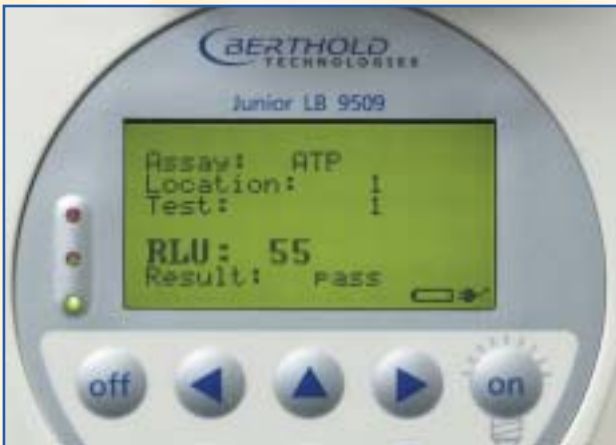 BERTHOLD
TECHNOLOGIES
Junior LB 9509
Assay: ATP
Location: 1
Test: 1
RLU: 55
Result: pass
off
on